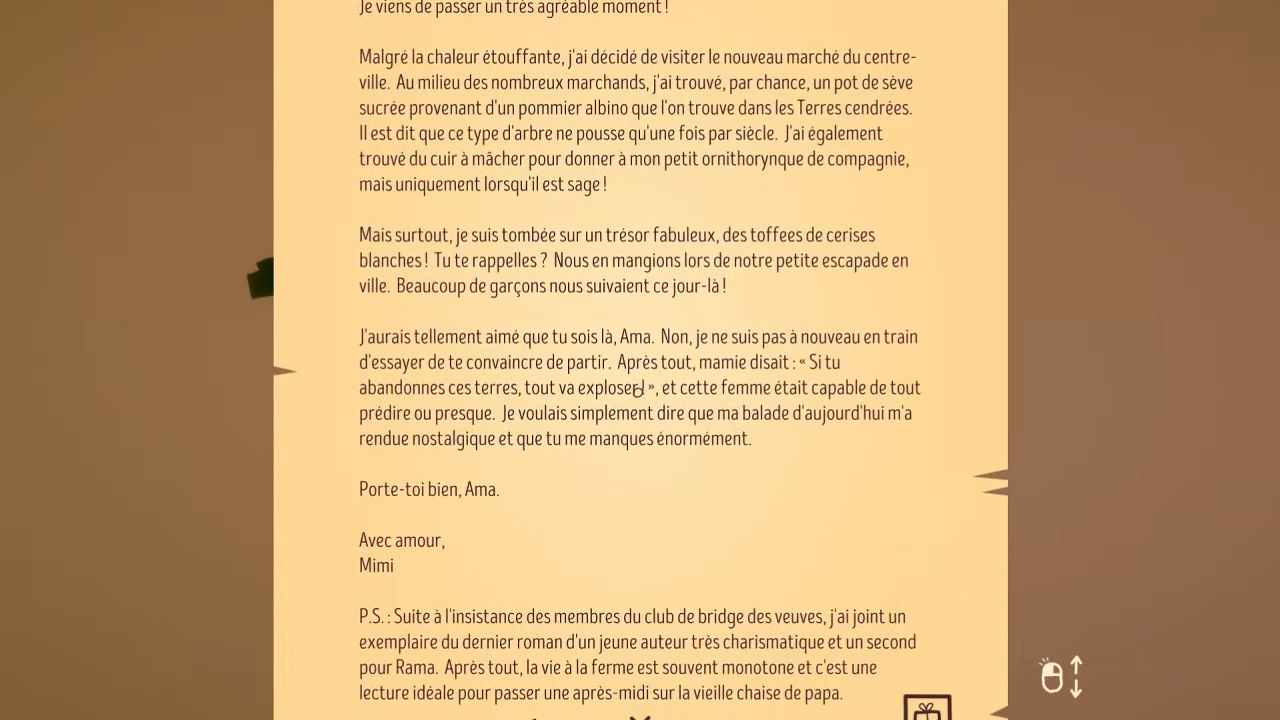 Je viens de passer un très agréable moment !
Malgré la chaleur étouffante, j'ai décidé de visiter le nouveau marché du centre-
ville. Au milieu des nombreux marchands, j'ai trouvé, par chance, un pot de sève
sucrée provenant d'un pommier albino que l'on trouve dans les Terres cendrées.
Il est dit que ce type d'arbre ne pousse qu'une fois par siècle. J'ai également
trouvé du cuir à mâcher pour donner à mon petit ornithorynque de compagnie,
mais uniquement lorsqu'il est sage !
Mais surtout, je suis tombée sur un trésor fabuleux, des toffees de cerises
blanches ! Tu te rappelles ? Nous en mangions lors de notre petite escapade en
ville. Beaucoup de garçons nous suivaient ce jour-là !
J'aurais tellement aimé que tu sois là, Ama. Non, je ne suis pas à nouveau en train
d'essayer de te convaincre de partir. Après tout, mamie disait : « Si tu
abandonnes ces terres, tout va exploser ! », et cette femme était capable de tout
prédire ou presque. Je voulais simplement dire que ma balade d'aujourd'hui m'a
rendue nostalgique et que tu me manques énormément.
Porte-toi bien, Ama.
Avec amour,
Mimi
P.S. : Suite à l'insistance des membres du club de bridge des veuves, j'ai joint un
exemplaire du dernier roman d'un jeune auteur très charismatique et un second
pour Rama. Après tout, la vie à la ferme est souvent monotone et c'est une
lecture idéale pour passer une après-midi sur la vieille chaise de papa.